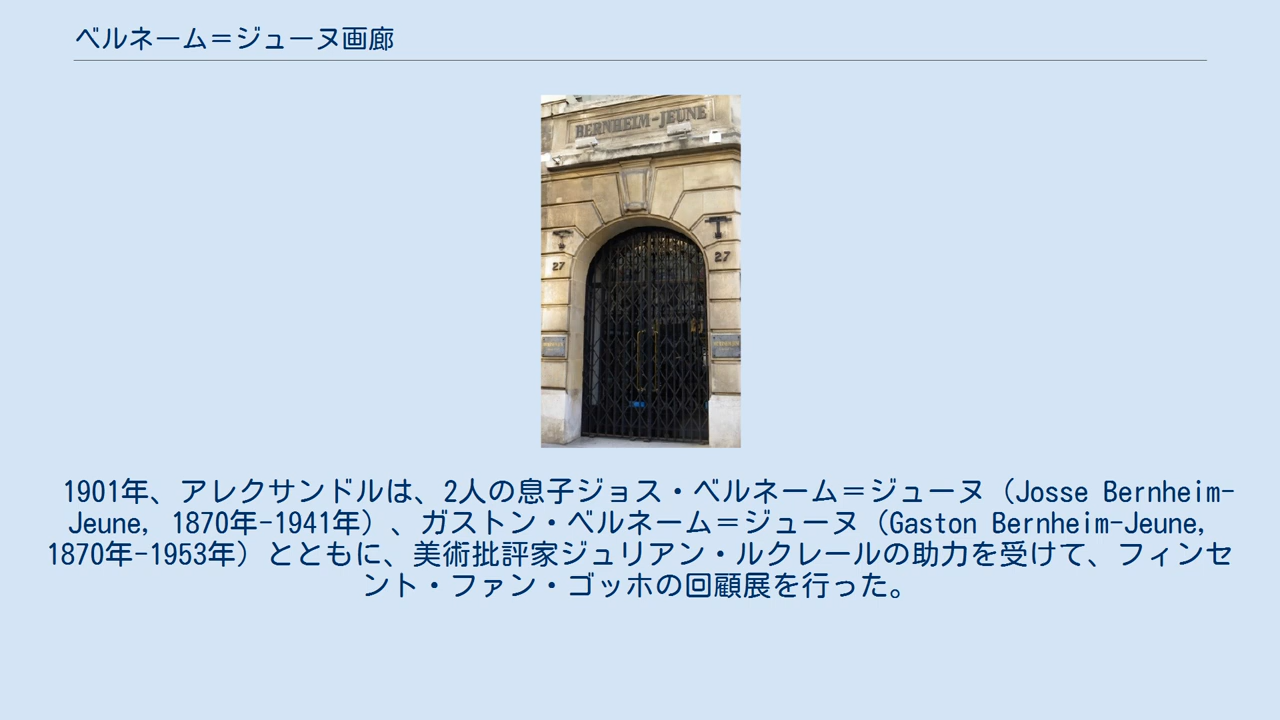 ベルネーム＝ジューヌ画廊
BERNHEIM-JEUNE
27
27
1901年、アレクサンドルは、2人の息子ジョス・ベルネーム＝ジューヌ（Josse Bernheim-
Jeune, 1870年-1941年）、ガストン・ベルネーム＝ジューヌ（Gaston Bernheim-Jeune,
1870年-1953年）とともに、美術批評家ジュリアン・ルクレールの助力を受けて、フィンセ
ント・ファン・ゴッホの回顧展を行った。